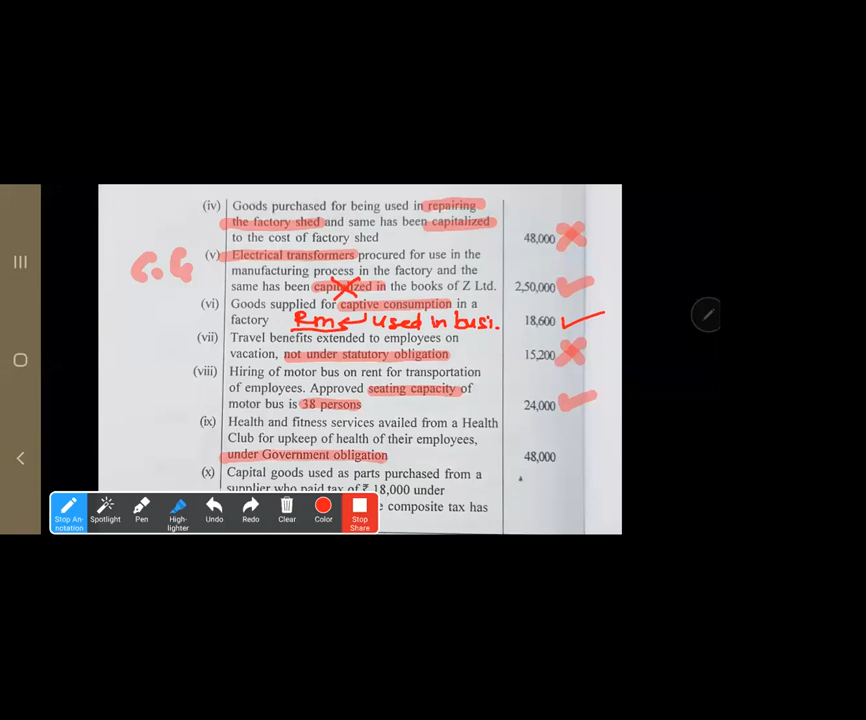 (iv) Goods purchased for being used in repairing
the factory shed and same has been capitalized
to the cost of factory shed 48,000
C.G (v) Electrical transformers procured for use in the
manufacturing process in the factory and the
same has been capitalized in the books of Z Ltd. 2,50,000
(vi) Goods supplied for captive consumption in a
factory Rm Used in busi. 18,600
(vii) Travel benefits extended to employees on
vacation, not under statutory obligation 15,200
(viii) Hiring of motor bus on rent for transportation
of employees. Approved seating capacity of
motor bus is 38 persons 24,000
(ix) Health and fitness services availed from a Health
Club for upkeep of health of their employees,
under Government obligation 48,000
(x) Capital goods used as parts purchased from a
supplier who paid tax of ₹ 18,000 under
e composite tax has
Stop An-
notation
Spotlight
Pen
High-
lighter
Undo
Redo
Clear
Color
Stop
Share